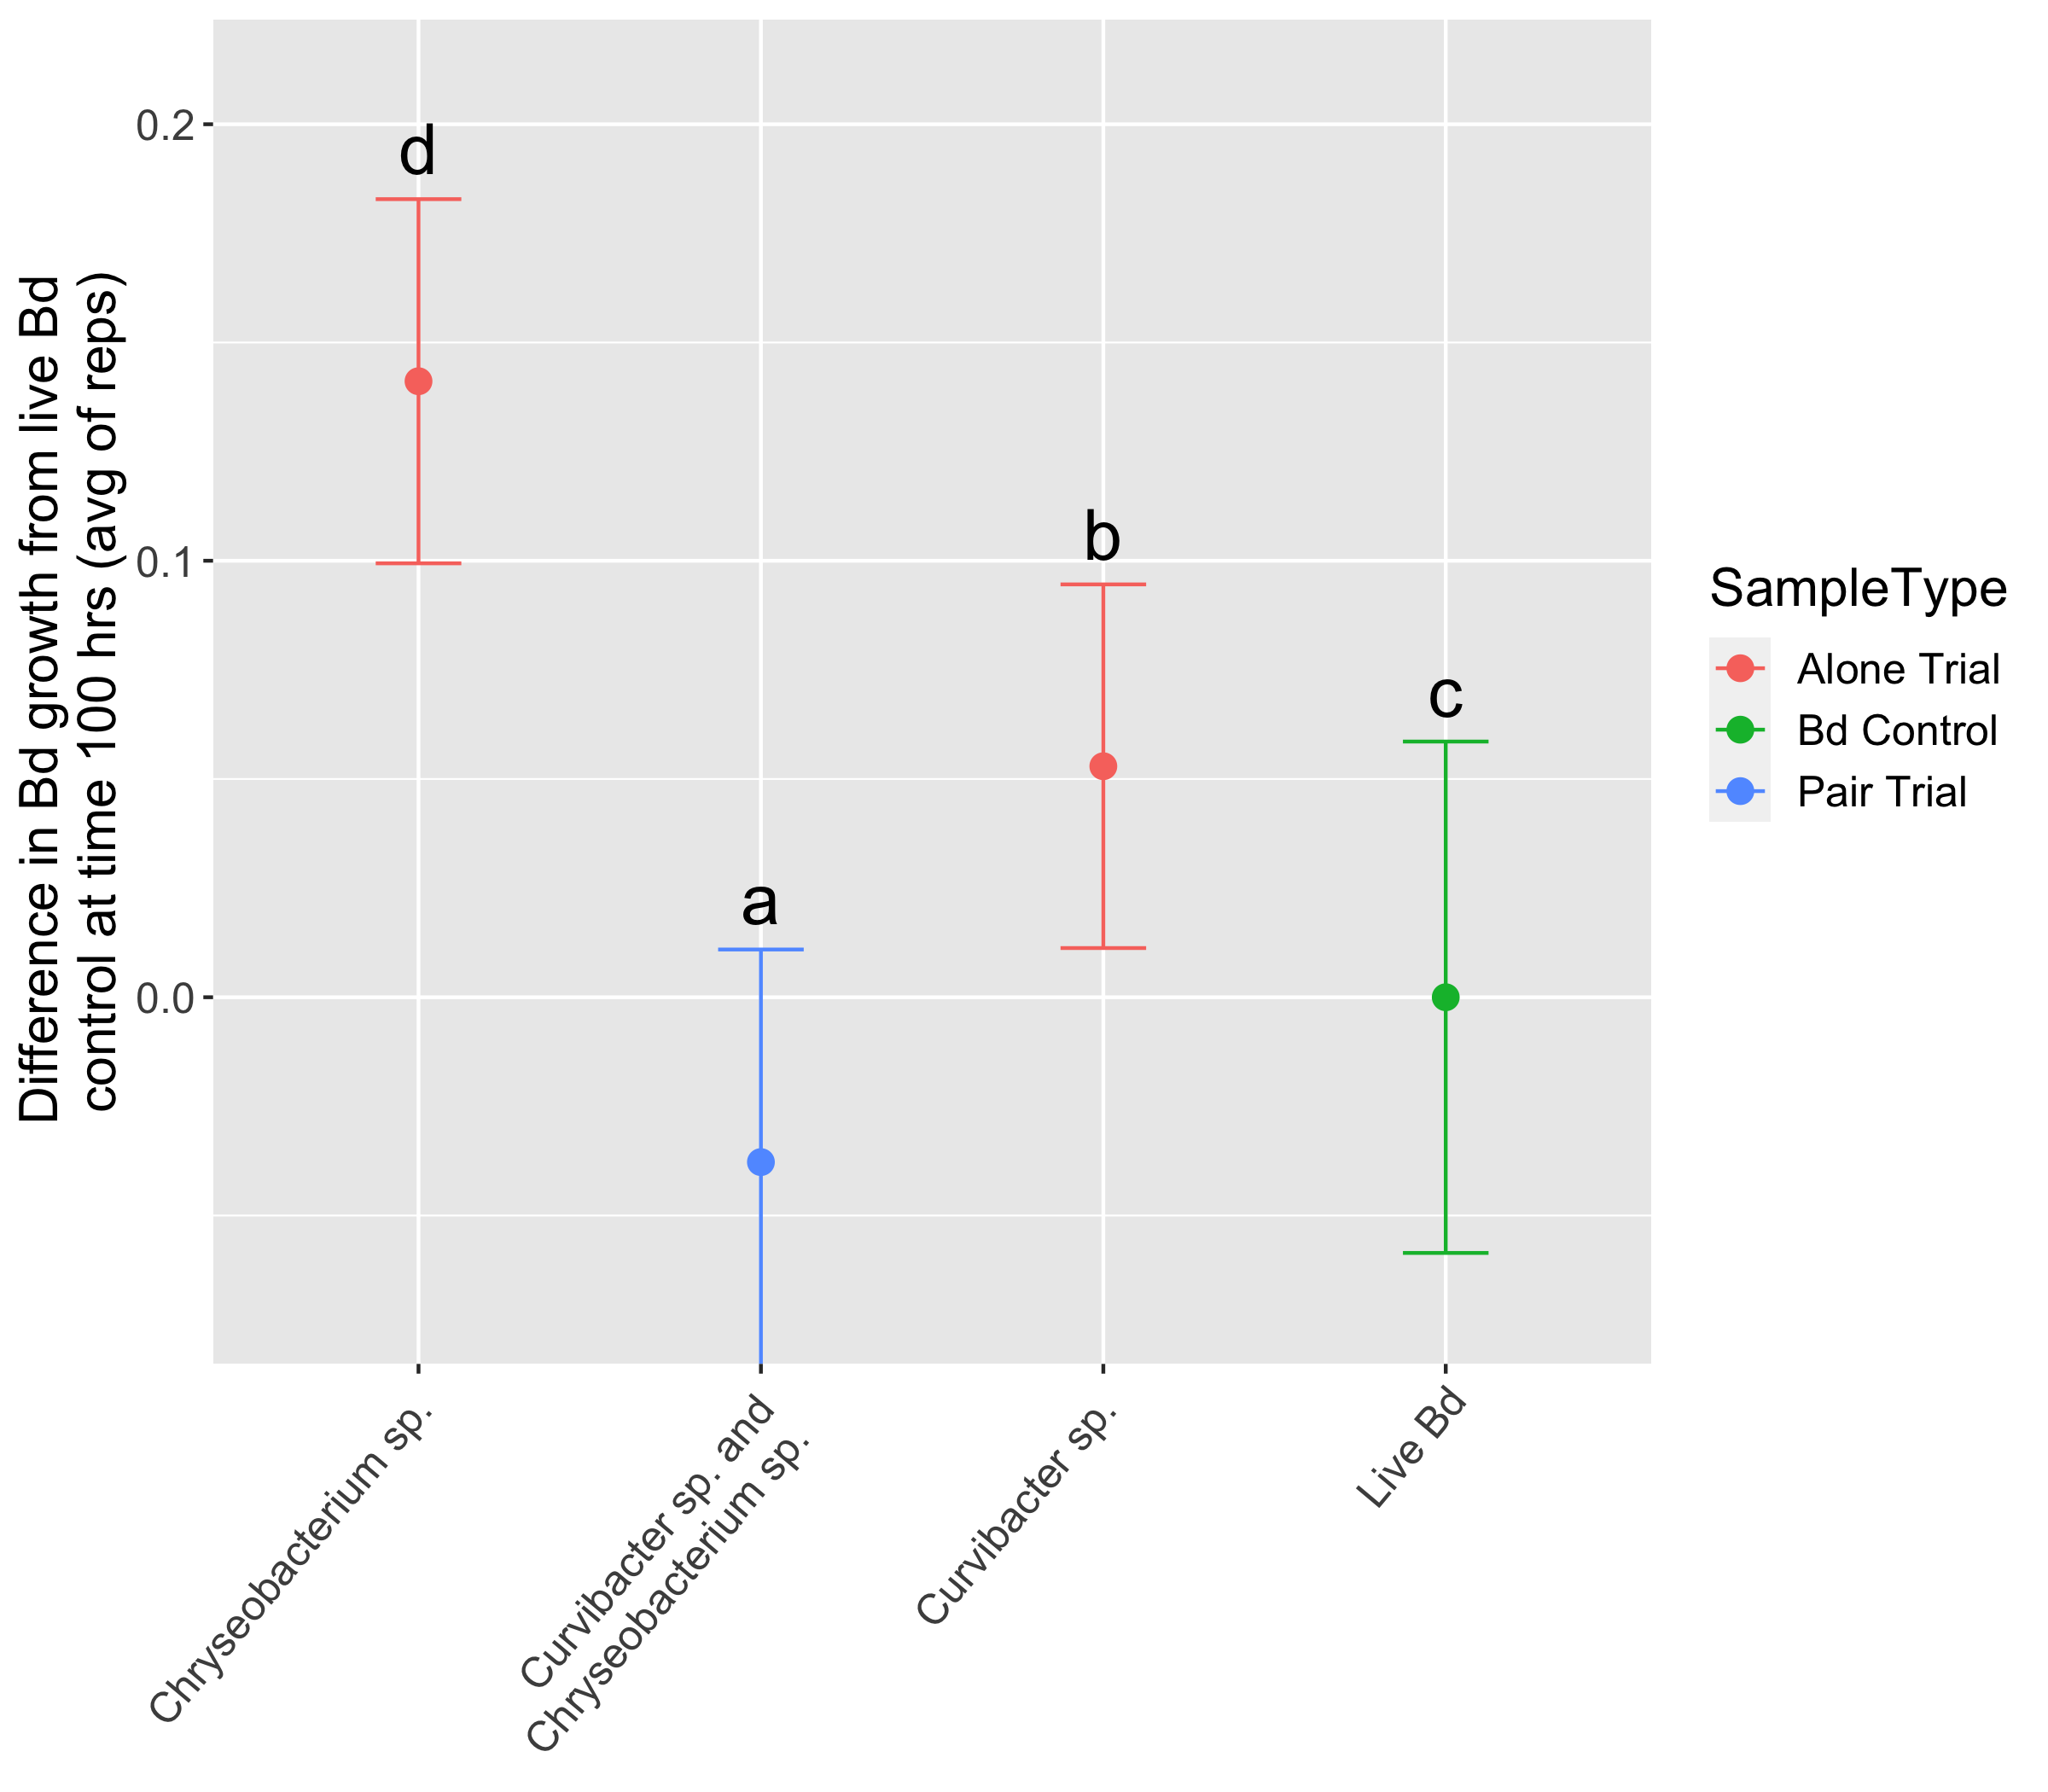 Difference in Bd growth from live Bd
control at time 100 hrs (avg of reps)
0.2
0.1
0.0
d
a
b
c
Chryseobacterium sp.
Curvibacter sp. and
Chryseobacterium sp.
Curvibacter sp.
Live Bd
SampleType
Alone Trial
Bd Control
Pair Trial